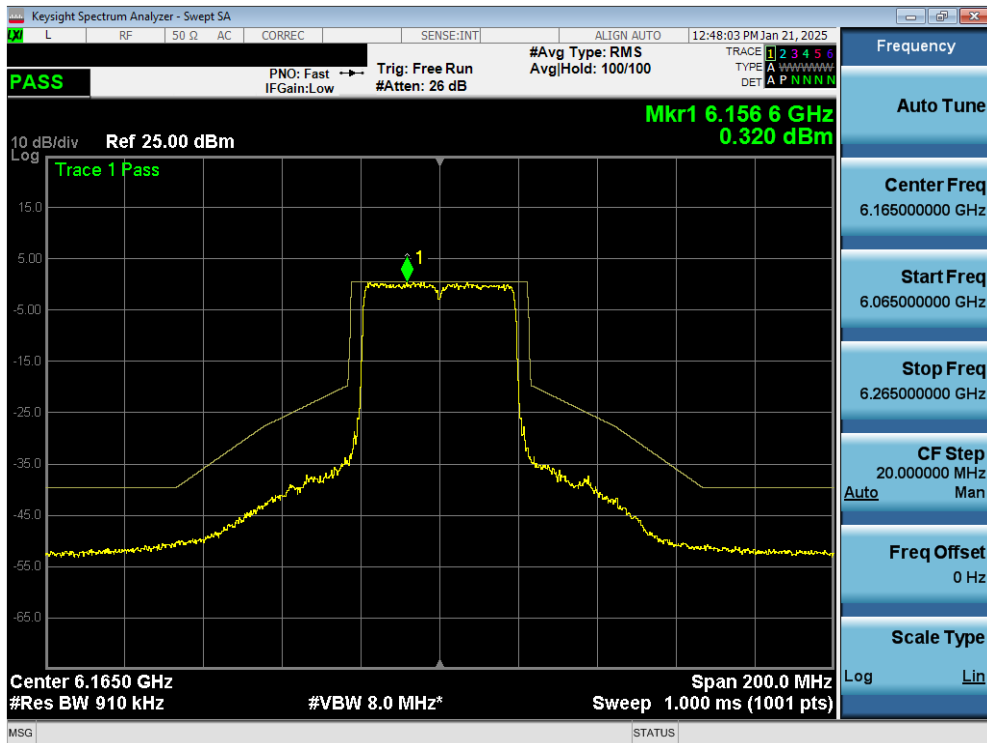 Keysight Spectrum Analyzer - Swept SA
LXI L RF 50 Ω AC CORREC SENSE:INT ALIGN AUTO 12:48:03 PM Jan 21, 2025
#Avg Type: RMS TRACE 1 2 3 4 5 6
PNO: Fast Trig: Free Run Avg|Hold: 100/100 TYPE A WWWWW
PASS IFGain:Low #Atten: 26 dB DET A P N N N N
Mkr1 6.156 6 GHz
0.320 dBm
10 dB/div Ref 25.00 dBm
Log
Trace 1 Pass
15.0
5.00
1
-5.00
-15.0
-25.0
-35.0
-45.0
-55.0
-65.0
Center 6.1650 GHz Span 200.0 MHz
#Res BW 910 kHz #VBW 8.0 MHz* Sweep 1.000 ms (1001 pts)
MSG STATUS
Frequency
Auto Tune
Center Freq
6.165000000 GHz
Start Freq
6.065000000 GHz
Stop Freq
6.265000000 GHz
CF Step
20.000000 MHz
Auto Man
Freq Offset
0 Hz
Scale Type
Log Lin